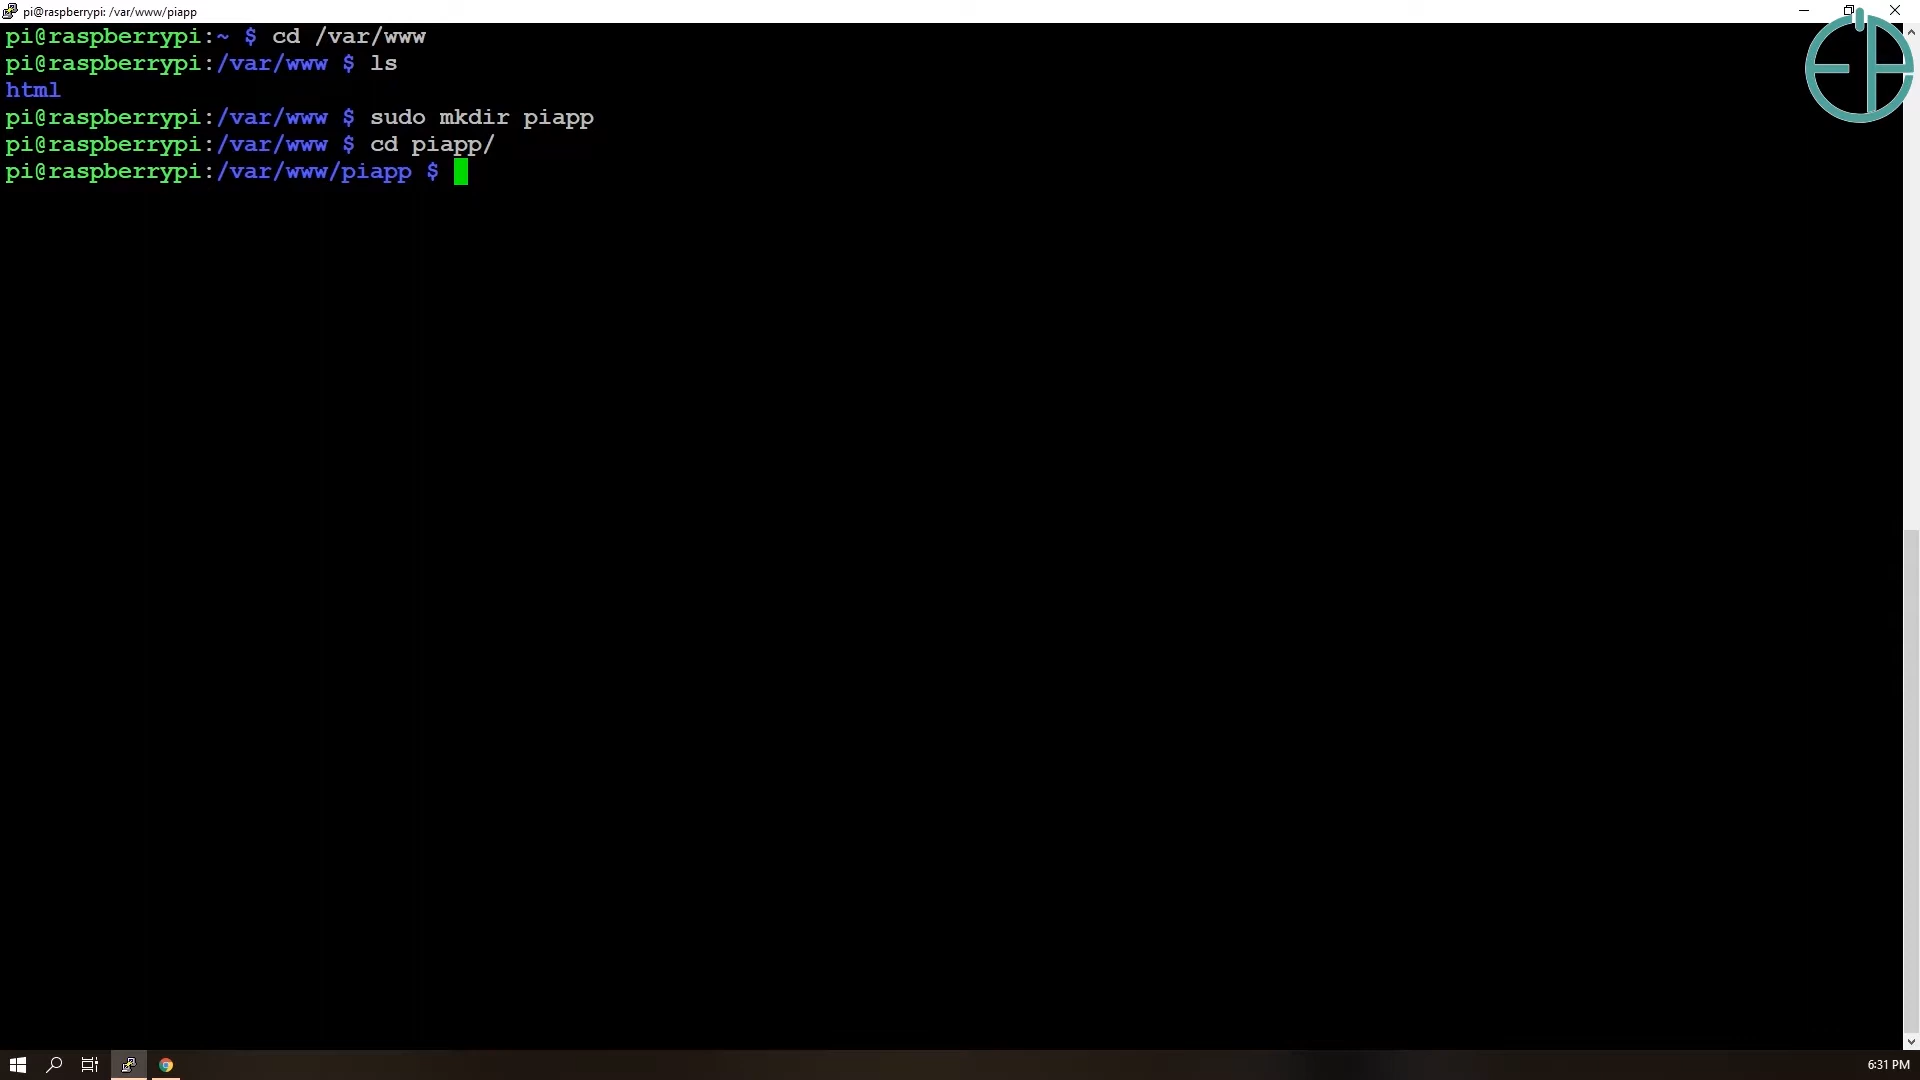 pi@raspberrypi: /var/www/piapp
pi@raspberrypi:~ $ cd /var/www
pi@raspberrypi:/var/www $ ls
html
pi@raspberrypi:/var/www $ sudo mkdir piapp
pi@raspberrypi:/var/www $ cd piapp/
pi@raspberrypi:/var/www/piapp $
6:31 PM